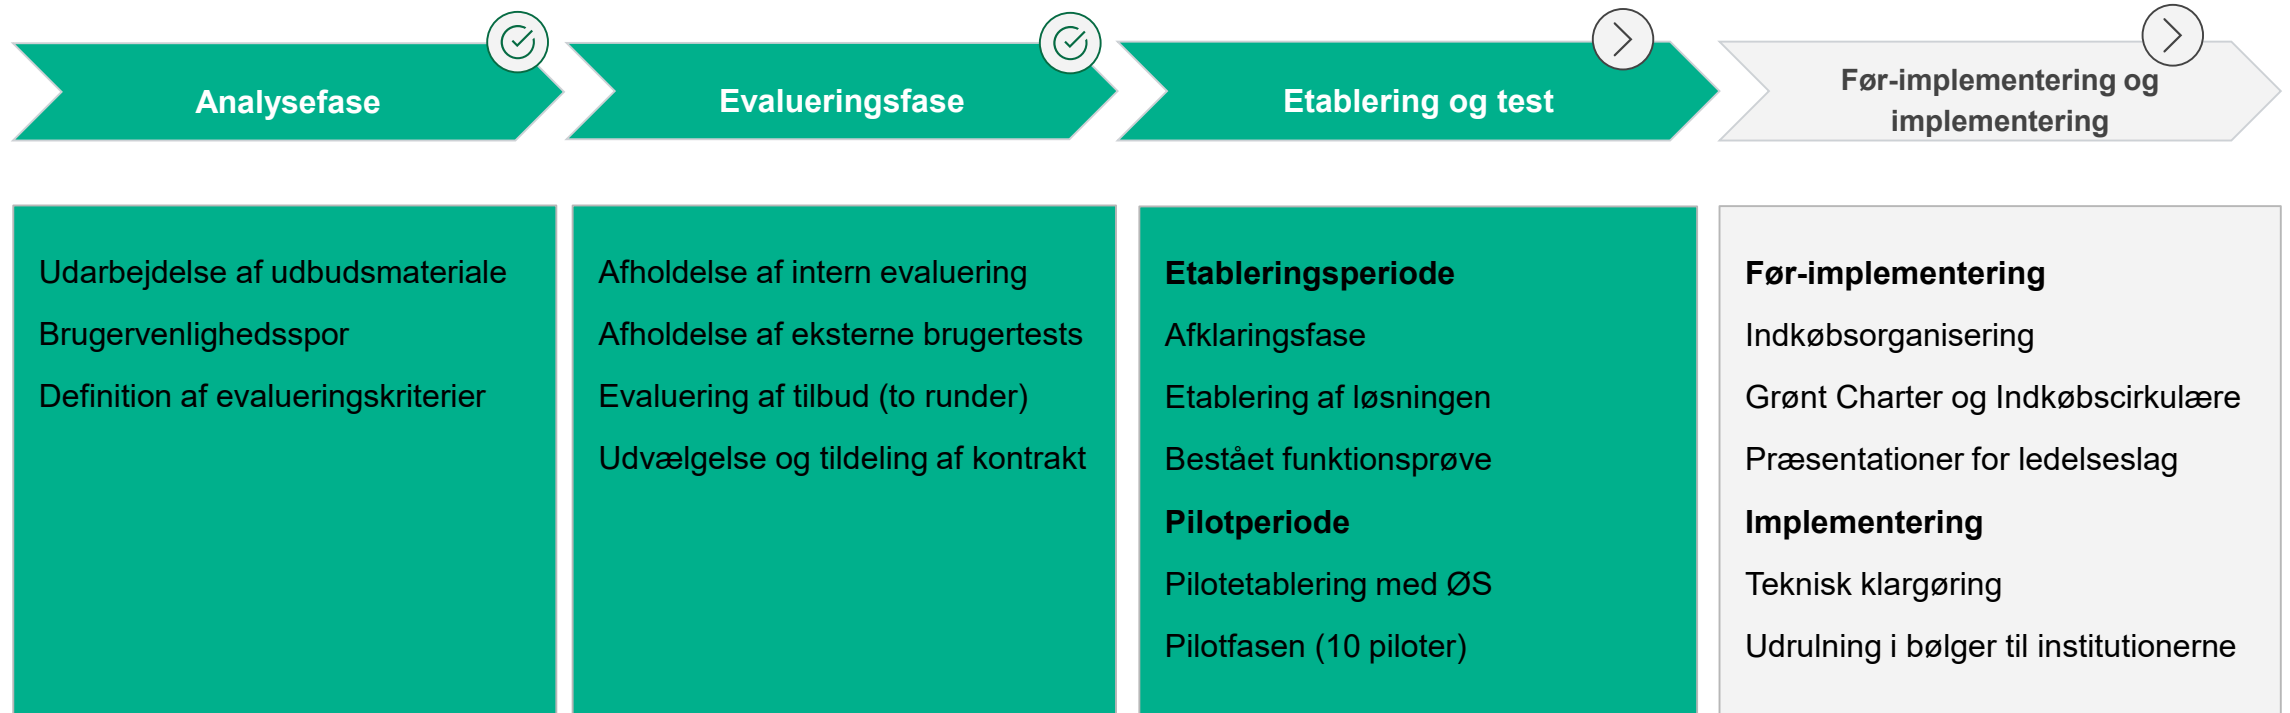 Analysefase
Evalueringsfase
Etablering og test
Før-implementering og
implementering
Udarbejdelse af udbudsmateriale
Brugervenlighedsspor
Definition af evalueringskriterier
Afholdelse af intern evaluering
Afholdelse af eksterne brugertests
Evaluering af tilbud (to runder)
Udvælgelse og tildeling af kontrakt
Etableringsperiode
Afklaringsfase
Etablering af løsningen
Bestået funktionsprøve
Pilotperiode
Pilotetablering med ØS
Pilotfasen (10 piloter)
Før-implementering
Indkøbsorganisering
Grønt Charter og Indkøbscirkulære
Præsentationer for ledelseslag
Implementering
Teknisk klargøring
Udrulning i bølger til institutionerne